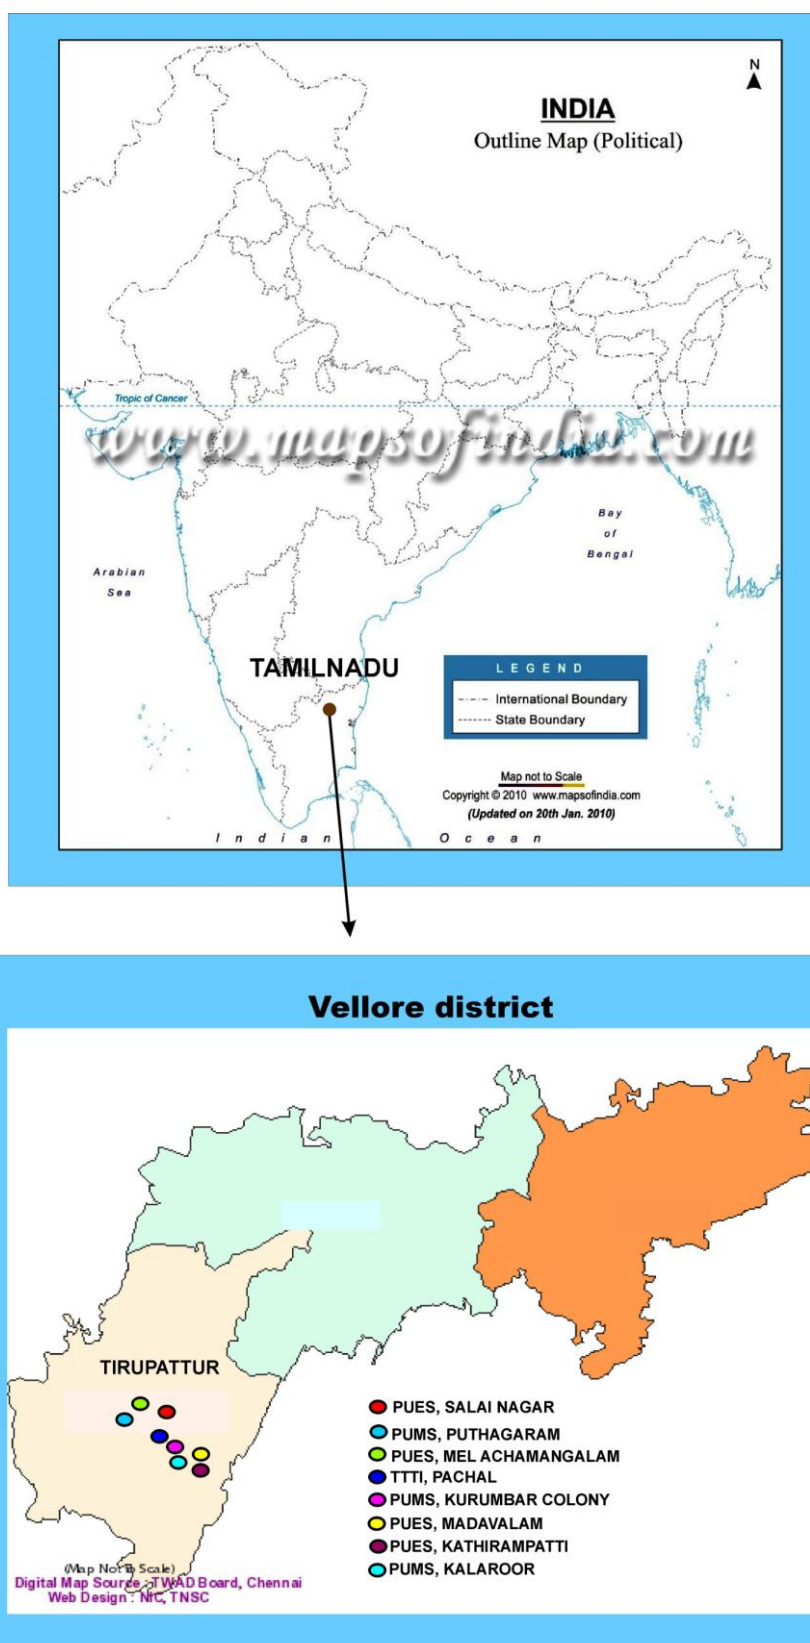 N
INDIA
Outline Map (Political)
Tropic of Cancer
www.mapsofindia.com
Bay
of
Bengal
Arabian
Sea
TAMILNADU
LEGEND
International Boundary
State Boundary
Map not to Scale
Copyright © 2010 www.mapsofindia.com
(Updated on 20th Jan. 2010)
Indian Ocean
Vellore district
TIRUPATTUR
PUES, SALAI NAGAR
PUMS, PUTHAGARAM
PUES, MEL ACHAMANGALAM
TTTI, PACHAL
PUMS, KURUMBAR COLONY
PUES, MADAVALAM
PUES, KATHIRAMPATTI
PUMS, KALAROOR
(Map Not To Scale)
Digital Map Source : TWAD Board, Chennai
Web Design : NIC, TNSC